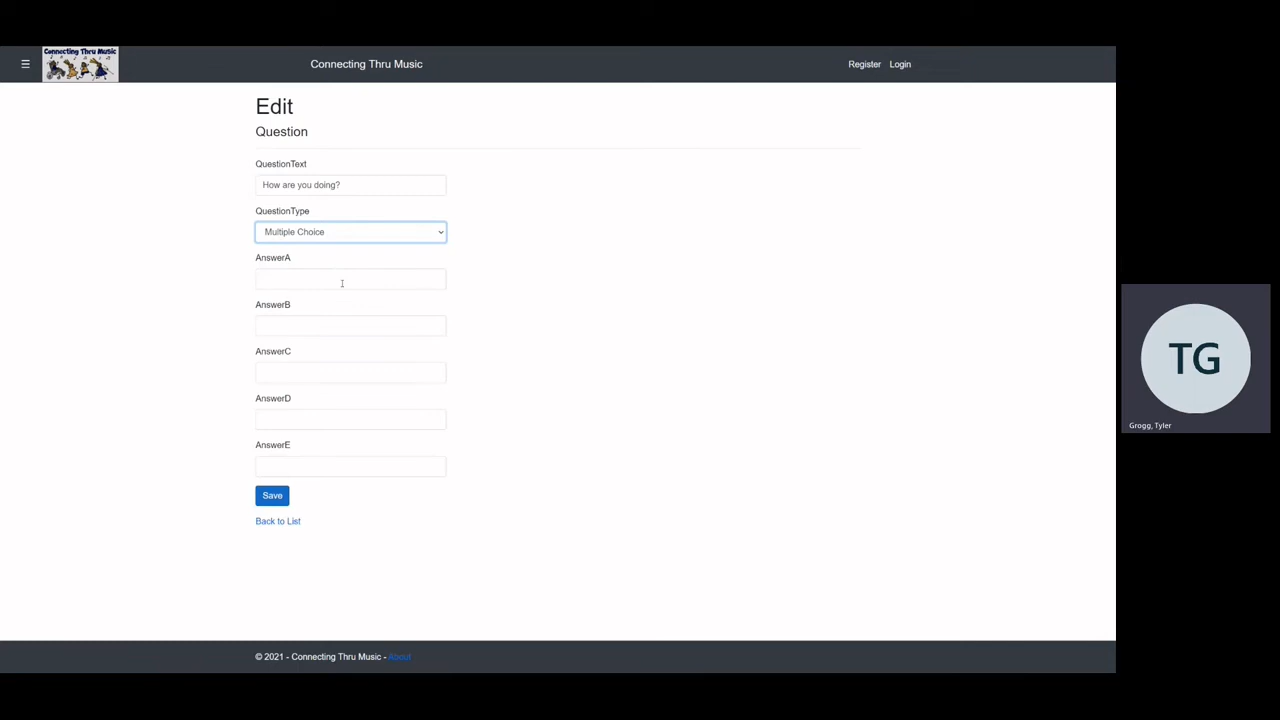 Connecting Thru Music
Connecting Thru Music
Register
Login
Edit
Question
QuestionText
How are you doing?
QuestionType
Multiple Choice
AnswerA
AnswerB
AnswerC
AnswerD
AnswerE
Save
Back to List
© 2021 - Connecting Thru Music - About
TG
Grogg, Tyler